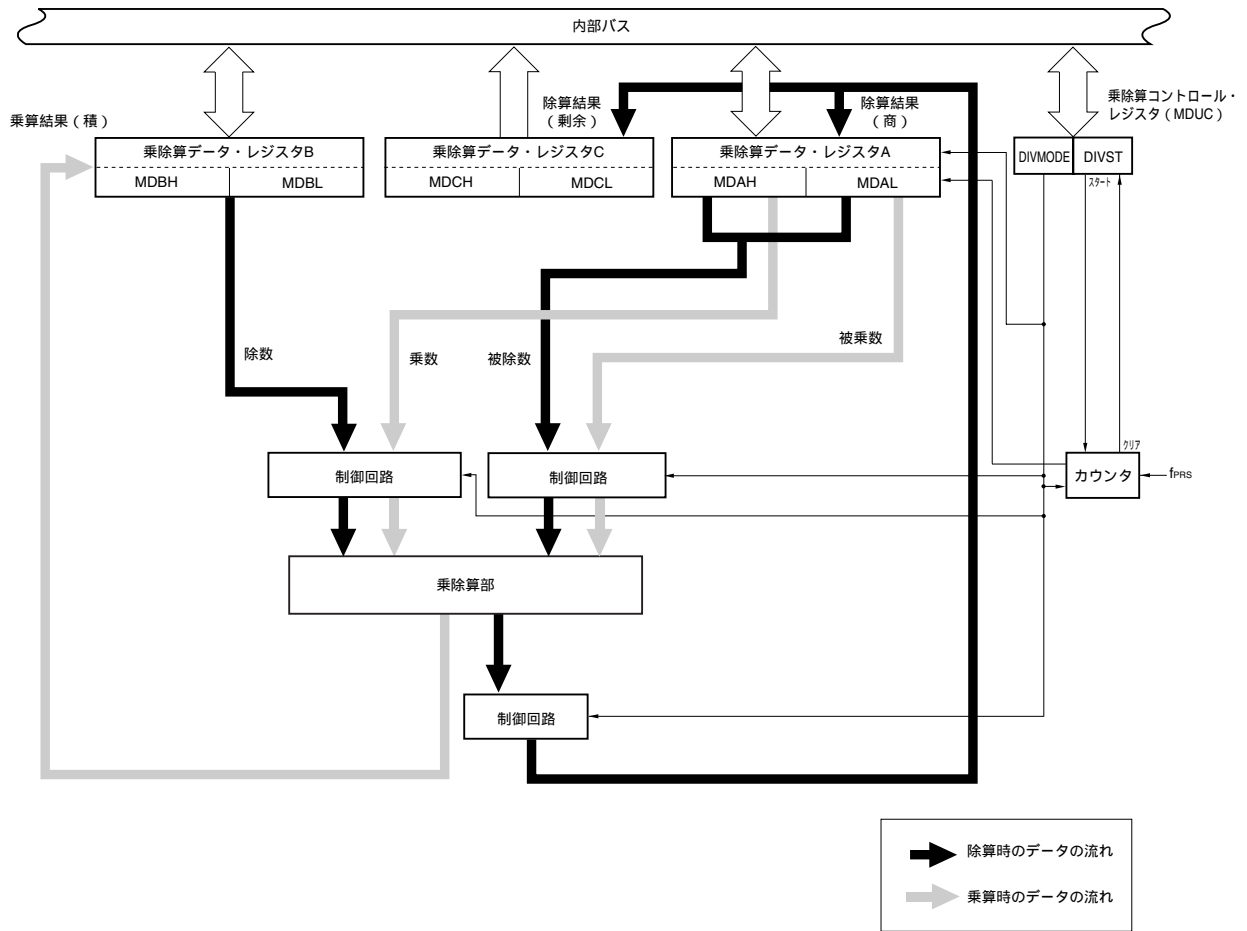 内部バス
乗算結果（積）
除算結果
（剰余）
除算結果
（商）
乗除算コントロール・
レジスタ（MDUC）
乗除算データ・レジスタB
MDBH
MDBL
乗除算データ・レジスタC
MDCH
MDCL
乗除算データ・レジスタA
MDAH
MDAL
DIVMODE
DIVST
ｽﾀｰﾄ
除数
乗数
被除数
被乗数
ｸﾘｱ
制御回路
制御回路
カウンタ
fPRS
乗除算部
制御回路
除算時のデータの流れ
乗算時のデータの流れ